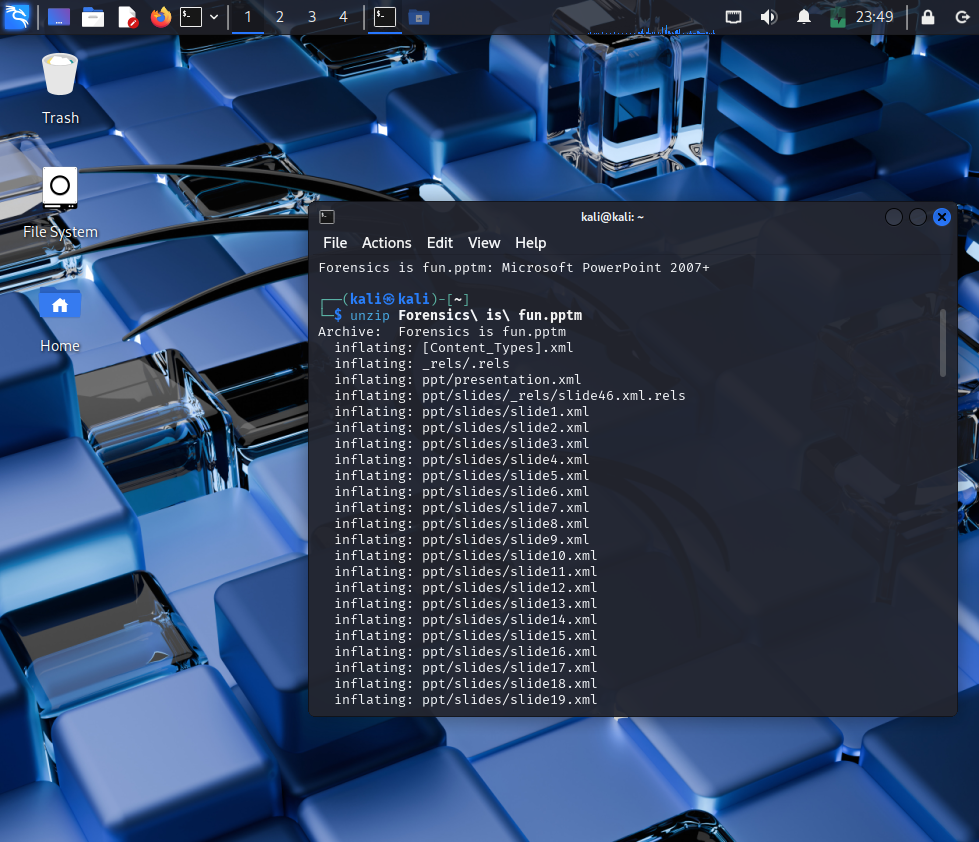 1 2 3 4 23:49
Trash
File System
Home
kali@kali: ~
File Actions Edit View Help
Forensics is fun.pptm: Microsoft PowerPoint 2007+
┌──(kali㉿kali)-[~]
└─$ unzip Forensics\ is\ fun.pptm
Archive:  Forensics is fun.pptm
  inflating: [Content_Types].xml
  inflating: _rels/.rels
  inflating: ppt/presentation.xml
  inflating: ppt/slides/_rels/slide46.xml.rels
  inflating: ppt/slides/slide1.xml
  inflating: ppt/slides/slide2.xml
  inflating: ppt/slides/slide3.xml
  inflating: ppt/slides/slide4.xml
  inflating: ppt/slides/slide5.xml
  inflating: ppt/slides/slide6.xml
  inflating: ppt/slides/slide7.xml
  inflating: ppt/slides/slide8.xml
  inflating: ppt/slides/slide9.xml
  inflating: ppt/slides/slide10.xml
  inflating: ppt/slides/slide11.xml
  inflating: ppt/slides/slide12.xml
  inflating: ppt/slides/slide13.xml
  inflating: ppt/slides/slide14.xml
  inflating: ppt/slides/slide15.xml
  inflating: ppt/slides/slide16.xml
  inflating: ppt/slides/slide17.xml
  inflating: ppt/slides/slide18.xml
  inflating: ppt/slides/slide19.xml